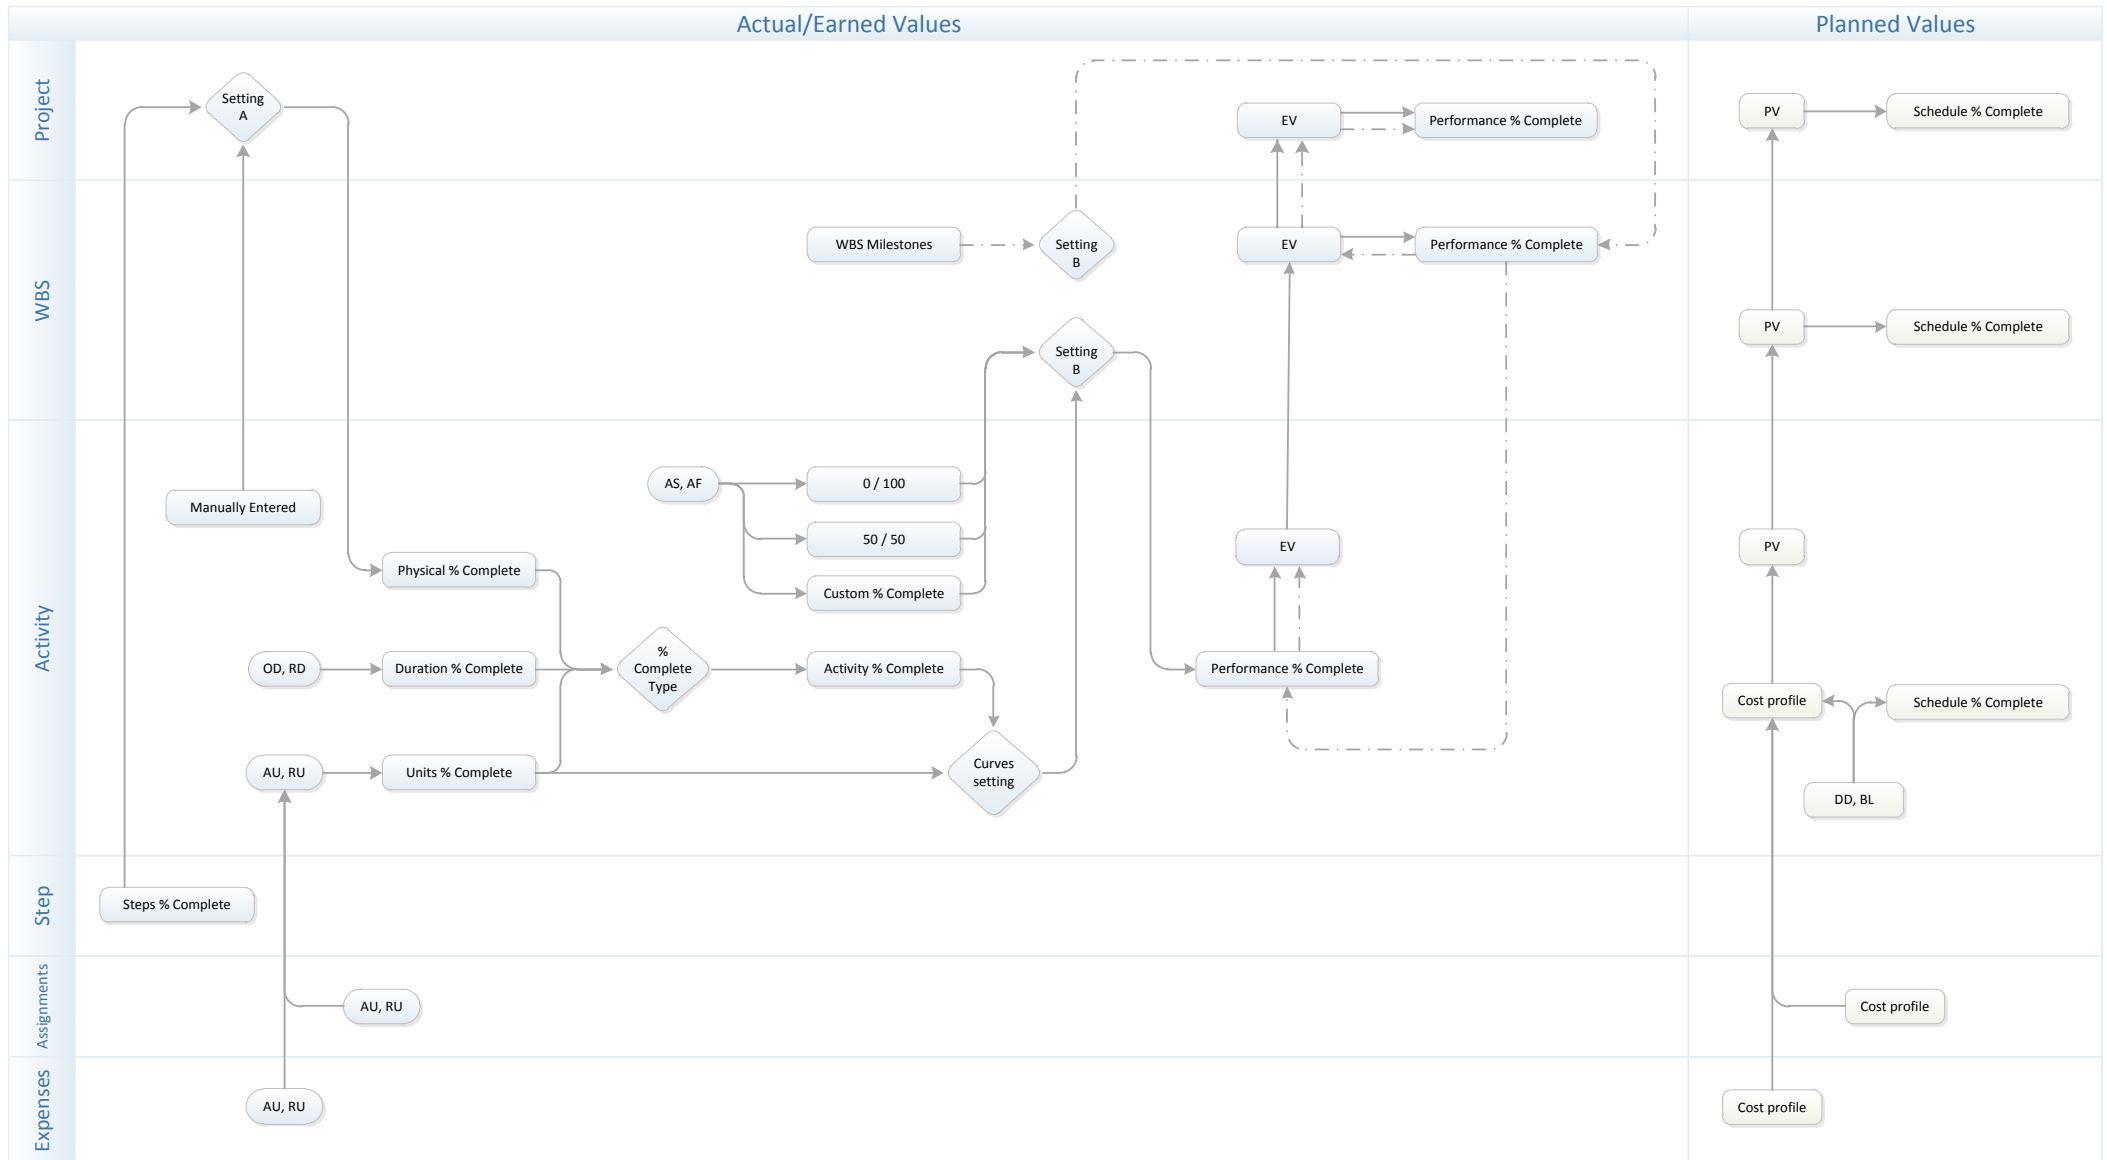 Actual/Earned Values
Planned Values
Project
Setting
A
EV
Performance % Complete
PV
Schedule % Complete
WBS
WBS Milestones
Setting
B
EV
Performance % Complete
Setting
B
PV
Schedule % Complete
Activity
Manually Entered
AS, AF
0 / 100
50 / 50
Custom % Complete
EV
PV
Physical % Complete
OD, RD
Duration % Complete
%
Complete
Type
Activity % Complete
Performance % Complete
Cost profile
Schedule % Complete
AU, RU
Units % Complete
Curves
setting
DD, BL
Step
Steps % Complete
Assignments
AU, RU
Cost profile
Expenses
AU, RU
Cost profile